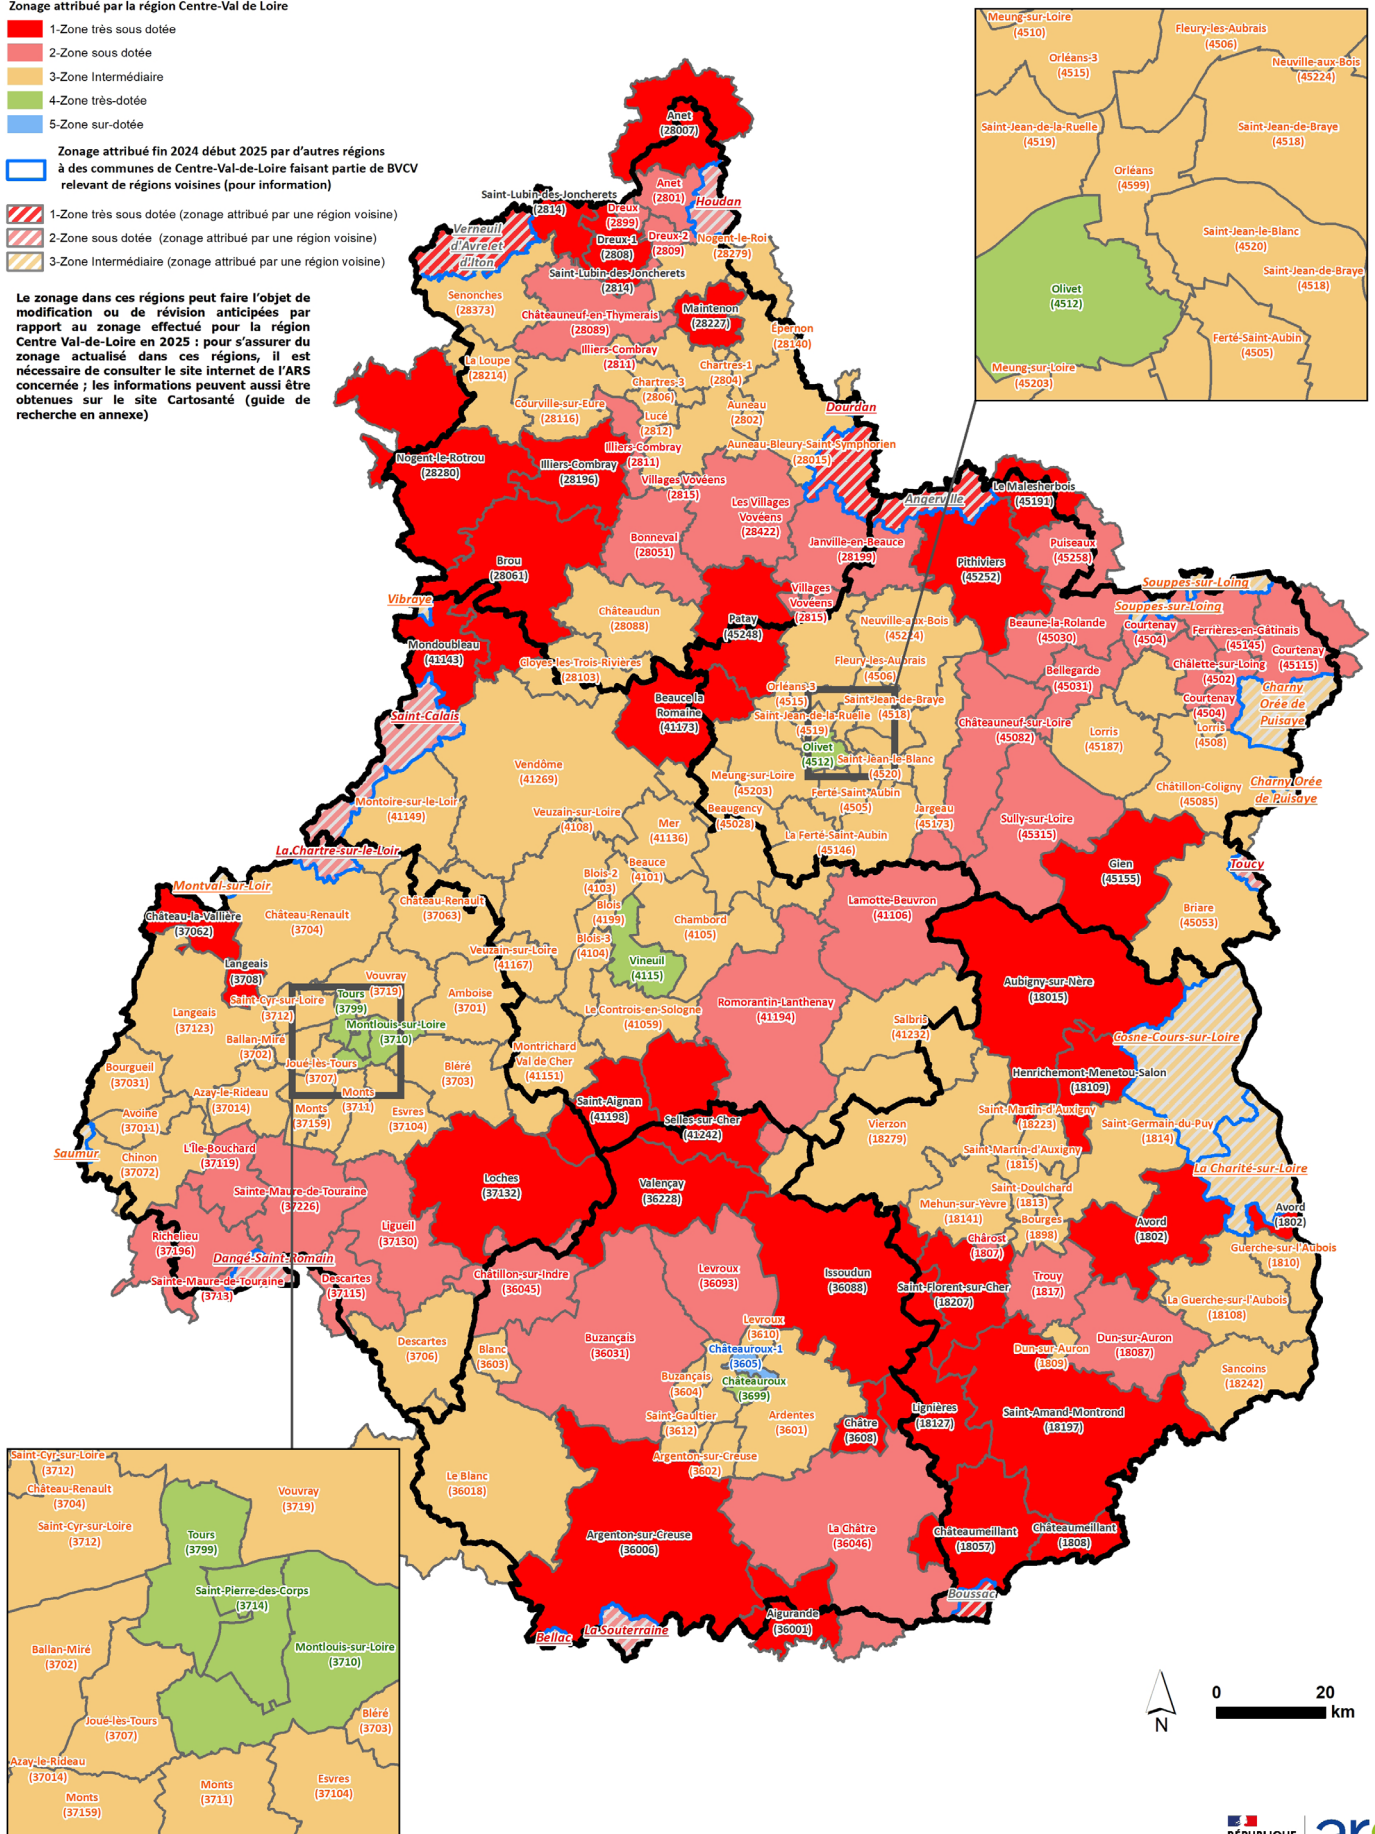 Zonage attribué par la région Centre-Val de Loire
1-Zone très sous dotée
2-Zone sous dotée
3-Zone Intermédiaire
4-Zone très-dotée
5-Zone sur-dotée
Zonage attribué fin 2024 début 2025 par d'autres régions
à des communes de Centre-Val-de-Loire faisant partie de BVCV
relevant de régions voisines (pour information)
1-Zone très sous dotée (zonage attribué par une région voisine)
2-Zone sous dotée (zonage attribué par une région voisine)
3-Zone Intermédiaire (zonage attribué par une région voisine)
Le zonage dans ces régions peut faire l'objet de
modification ou de révision anticipées par
rapport au zonage effectué pour la région
Centre Val-de-Loire en 2025 : pour s'assurer du
zonage actualisé dans ces régions, il est
nécessaire de consulter le site internet de l'ARS
concernée ; les informations peuvent aussi être
obtenues sur le site Cartosanté (guide de
recherche en annexe)
Meung-sur-Loire
(4510)
Fleury-les-Aubrais
(4506)
Orléans-3
(4515)
Neuville-aux-Bois
(45224)
Saint-Jean-de-la-Ruelle
(4519)
Saint-Jean-de-Braye
(4518)
Orléans
(4599)
Saint-Jean-le-Blanc
(4520)
Saint-Jean-de-Braye
(4518)
Olivet
(4512)
Ferté-Saint-Aubin
(4505)
Meung-sur-Loire
(45203)
Anet
(28007)
Anet
(2801)
Houdan
Saint-Lubin-des-Joncherets
(2814)
Dreux
(2899)
Verneuil
d'Avre et
d'Iton
Dreux-1
(2808)
Dreux-2
(2809)
Nogent-le-Roi
(28279)
Saint-Lubin-des-Joncherets
(2814)
Senonches
(28373)
Châteauneuf-en-Thymerais
(28089)
Maintenon
(28227)
Épernon
(28140)
Illiers-Combray
(2811)
La Loupe
(28214)
Chartres-1
(2804)
Chartres-3
(2806)
Courville-sur-Eure
(28116)
Lucé
(2812)
Auneau
(2802)
Dourdan
Illiers-Combray
(2811)
Auneau-Bleury-Saint-Symphorien
(28015)
Nogent-le-Rotrou
(28280)
Illiers-Combray
(28196)
Villages Vovéens
(2815)
Les Villages
Vovéens
(28422)
Angerville
Le Malesherbois
(45191)
Bonneval
(28051)
Janville-en-Beauce
(28199)
Puiseaux
(45258)
Brou
(28061)
Pithiviers
(45252)
Villages
Vovéens
(2815)
Souppes-sur-Loing
Souppes-sur-Loing
Vibraye
Châteaudun
(28088)
Patay
(45248)
Neuville-aux-Bois
(45224)
Beaune-la-Rolande
(45030)
Courtenay
(4504)
Ferrières-en-Gâtinais
(45145)
Mondoubleau
(41143)
Cloyes-les-Trois-Rivières
(28103)
Fleury-les-Aubrais
(4506)
Bellegarde
(45031)
Châlette-sur-Loing
(4502)
Courtenay
(45115)
Beauce la
Romaine
(41173)
Orléans-3
(4515)
Saint-Jean-de-Braye
(4518)
Courtenay
(4504)
Charny
Orée de
Puisaye
Saint-Calais
Saint-Jean-de-la-Ruelle
(4519)
Châteauneuf-sur-Loire
(45082)
Lorris
(45187)
Lorris
(4508)
Olivet
(4512)
Saint-Jean-le-Blanc
(4520)
Vendôme
(41269)
Meung-sur-Loire
(45203)
Ferté-Saint-Aubin
(4505)
Châtillon-Coligny
(45085)
Charny Orée
de Puisaye
Montoire-sur-le-Loir
(41149)
Veuzain-sur-Loire
(4108)
Mer
(41136)
Beaugency
(45028)
Jargeau
(45173)
Sully-sur-Loire
(45315)
La Ferté-Saint-Aubin
(45146)
La Chartre-sur-le-Loir
Beauce
(4101)
Gien
(45155)
Toucy
Montval-sur-Loir
Blois-2
(4103)
Château-Renault
(37063)
Lamotte-Beuvron
(41106)
Château-la-Vallière
(37062)
Château-Renault
(3704)
Blois
(4199)
Chambord
(4105)
Briare
(45053)
Blois-3
(4104)
Veuzain-sur-Loire
(41167)
Langeais
(3708)
Vineuil
(4115)
Vouvray
(3719)
Aubigny-sur-Nère
(18015)
Saint-Cyr-sur-Loire
(3712)
Tours
(3799)
Amboise
(3701)
Romorantin-Lanthenay
(41194)
Langeais
(37123)
Le Controis-en-Sologne
(41059)
Salbris
(41232)
Montlouis-sur-Loire
(3710)
Ballan-Miré
(3702)
Cosne-Cours-sur-Loire
Montrichard
Val de Cher
(41151)
Bourgueil
(37031)
Joué-lès-Tours
(3707)
Bléré
(3703)
Henrichemont-Menetou-Salon
(18109)
Azay-le-Rideau
(37014)
Monts
(3711)
Saint-Aignan
(41198)
Avoine
(37011)
Monts
(37159)
Esvres
(37104)
Selles-sur-Cher
(41242)
Saint-Martin-d'Auxigny
(18223)
Vierzon
(18279)
Saint-Germain-du-Puy
(1814)
Saumur
Chinon
(37072)
L'Île-Bouchard
(37119)
Saint-Martin-d'Auxigny
(1815)
La Charité-sur-Loire
Loches
(37132)
Valençay
(36228)
Sainte-Maure-de-Touraine
(37226)
Saint-Doulchard
(1813)
Mehun-sur-Yèvre
(18141)
Avord
(1802)
Avord
(1802)
Ligueil
(37130)
Bourges
(1898)
Richelieu
(37196)
Chârost
(1807)
Guerche-sur-l'Aubois
(1810)
Dangé-Saint-Romain
Sainte-Maure-de-Touraine
(3713)
Descartes
(37115)
Châtillon-sur-Indre
(36045)
Levroux
(36093)
Issoudun
(36088)
Saint-Florent-sur-Cher
(18207)
Trouy
(1817)
La Guerche-sur-l'Aubois
(18108)
Levroux
(3610)
Descartes
(3706)
Blanc
(3603)
Buzançais
(36031)
Châteauroux-1
(3605)
Dun-sur-Auron
(1809)
Dun-sur-Auron
(18087)
Buzançais
(3604)
Châteauroux
(3699)
Sancoins
(18242)
Saint-Gaultier
(3612)
Ardentes
(3601)
Châtre
(3608)
Lignières
(18127)
Saint-Amand-Montrond
(18197)
Argenton-sur-Creuse
(3602)
Le Blanc
(36018)
Argenton-sur-Creuse
(36006)
La Châtre
(36046)
Châteaumeillant
(18057)
Châteaumeillant
(1808)
Boussac
Aigurande
(36001)
Bellac
La Souterraine
Saint-Cyr-sur-Loire
(3712)
Château-Renault
(3704)
Vouvray
(3719)
Saint-Cyr-sur-Loire
(3712)
Tours
(3799)
Saint-Pierre-des-Corps
(3714)
Ballan-Miré
(3702)
Montlouis-sur-Loire
(3710)
Joué-lès-Tours
(3707)
Bléré
(3703)
Azay-le-Rideau
(37014)
Monts
(3711)
Esvres
(37104)
Monts
(37159)
N
0 20
km